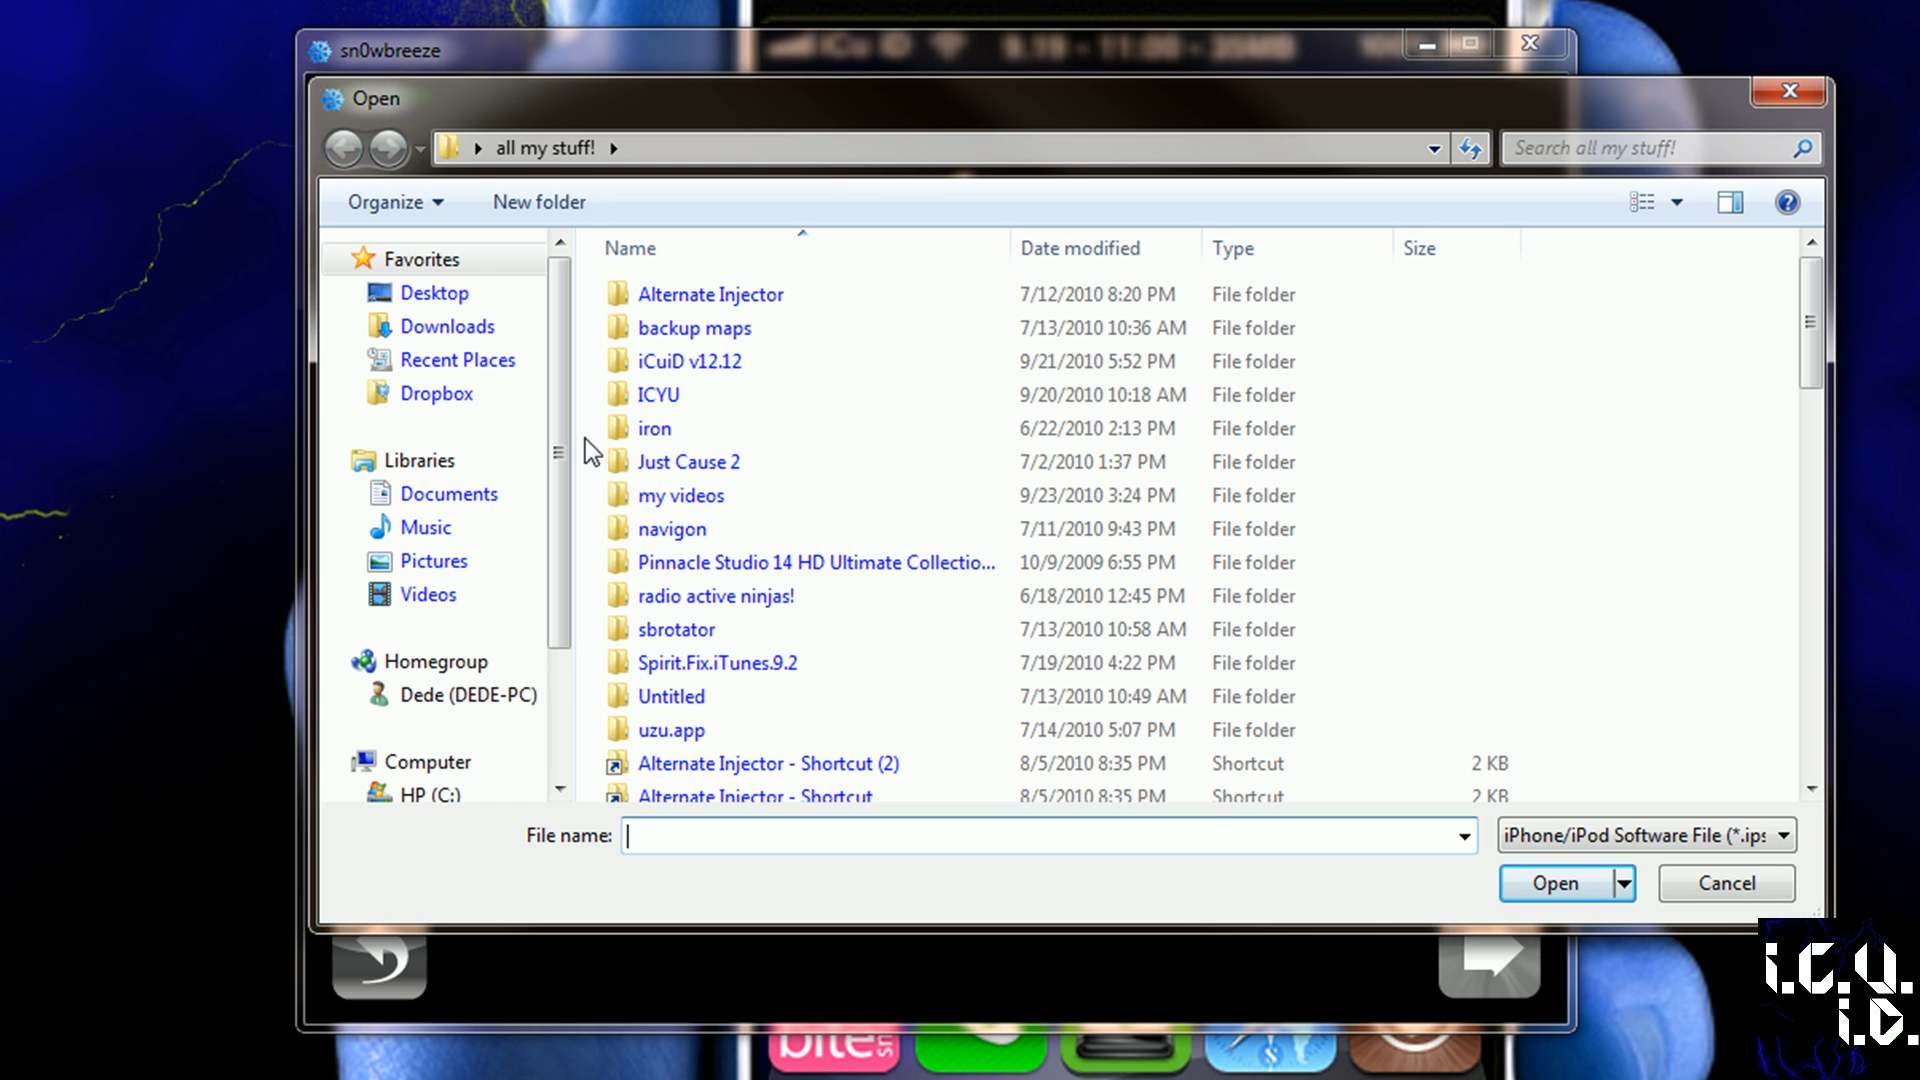 sn0wbreeze
Open
all my stuff!
Search all my stuff!
Organize
New folder
Name
Date modified
Type
Size
Favorites
Desktop
Downloads
Recent Places
Dropbox
Libraries
Documents
Music
Pictures
Videos
Homegroup
Dede (DEDE-PC)
Computer
HP (C:)
Alternate Injector 7/12/2010 8:20 PM File folder
backup maps 7/13/2010 10:36 AM File folder
iCuiD v12.12 9/21/2010 5:52 PM File folder
ICYU 9/20/2010 10:18 AM File folder
iron 6/22/2010 2:13 PM File folder
Just Cause 2 7/2/2010 1:37 PM File folder
my videos 9/23/2010 3:24 PM File folder
navigon 7/11/2010 9:43 PM File folder
Pinnacle Studio 14 HD Ultimate Collectio... 10/9/2009 6:55 PM File folder
radio active ninjas! 6/18/2010 12:45 PM File folder
sbrotator 7/13/2010 10:58 AM File folder
Spirit.Fix.iTunes.9.2 7/19/2010 4:22 PM File folder
Untitled 7/13/2010 10:49 AM File folder
uzu.app 7/14/2010 5:07 PM File folder
Alternate Injector - Shortcut (2) 8/5/2010 8:35 PM Shortcut 2 KB
Alternate Injector - Shortcut 8/5/2010 8:35 PM Shortcut 2 KB
File name:
iPhone/iPod Software File (*.ips
Open
Cancel
i.C.U.
i.D.
bite